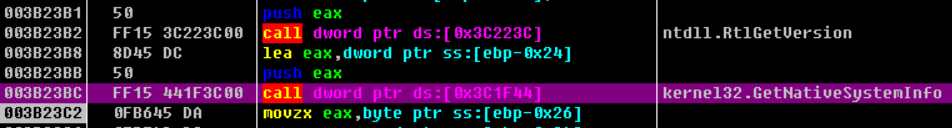 003B23B1 50 push eax
003B23B2 FF15 3C223C00 call dword ptr ds:[0x3C223C] ntdll.RtlGetVersion
003B23B8 8D45 DC lea eax,dword ptr ss:[ebp-0x24]
003B23BB 50 push eax
003B23BC FF15 441F3C00 call dword ptr ds:[0x3C1F44] kernel32.GetNativeSystemInfo
003B23C2 0FB645 DA movzx eax,byte ptr ss:[ebp-0x26]